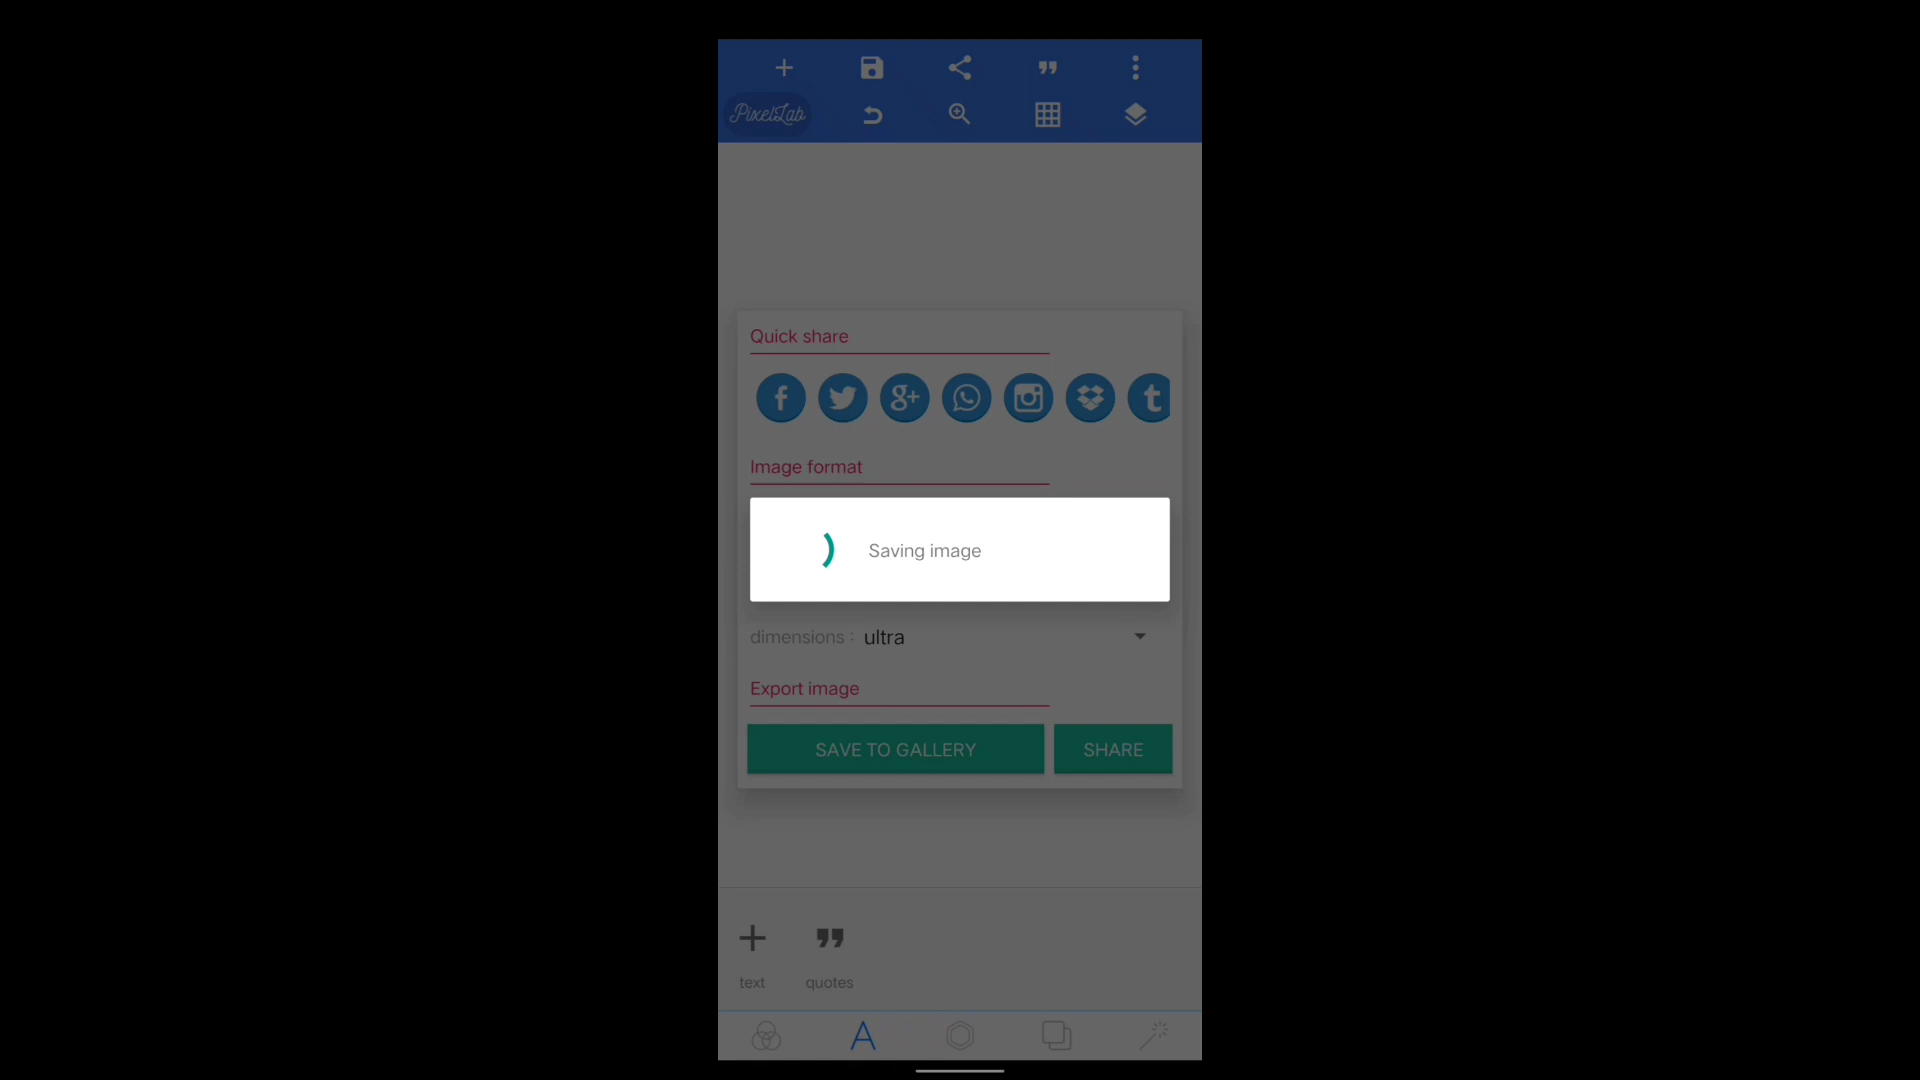 PixelLab
Quick share
Image format
Saving image
dimensions : ultra
Export image
SAVE TO GALLERY SHARE
text quotes